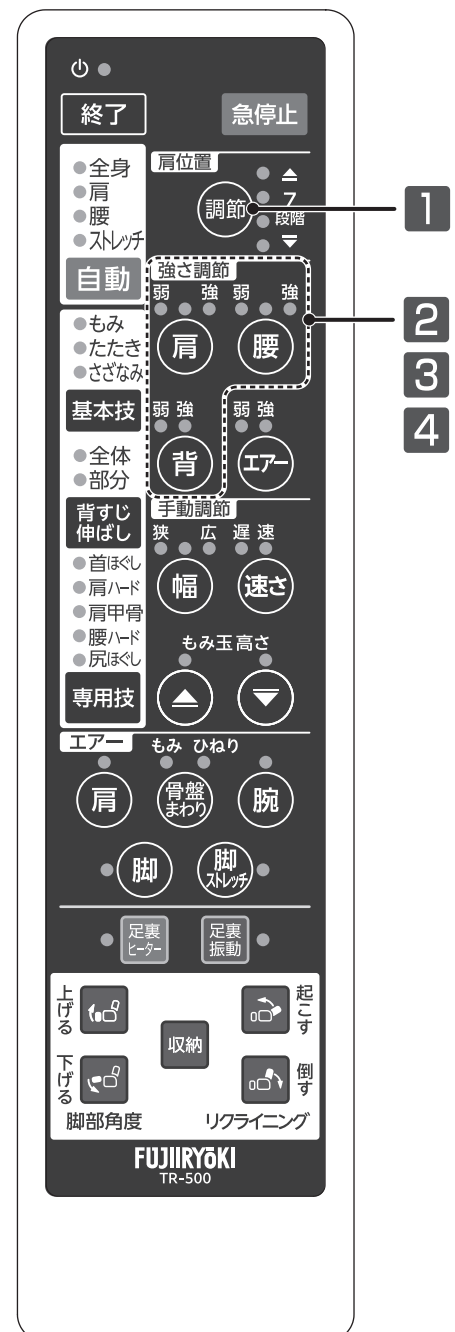 終了
急停止
全身
肩
腰
ストレッチ
自動
肩位置
調節
7
段階
1
強さ調節
弱 強 弱 強
肩
腰
2
3
4
もみ
たたき
さざなみ
基本技
弱 強 弱 強
背
エアー
全体
部分
背すじ
伸ばし
手動調節
狭 広 遅 速
幅
速さ
首ほぐし
肩ハード
肩甲骨
腰ハード
尻ほぐし
専用技
もみ玉高さ
エアー
もみ ひねり
肩
骨盤
まわり
腕
脚
脚
ストレッチ
足裏
ヒーター
足裏
振動
上げる
下げる
脚部角度
収納
起こす
倒す
リクライニング
FUJIIRYOKI
TR-500